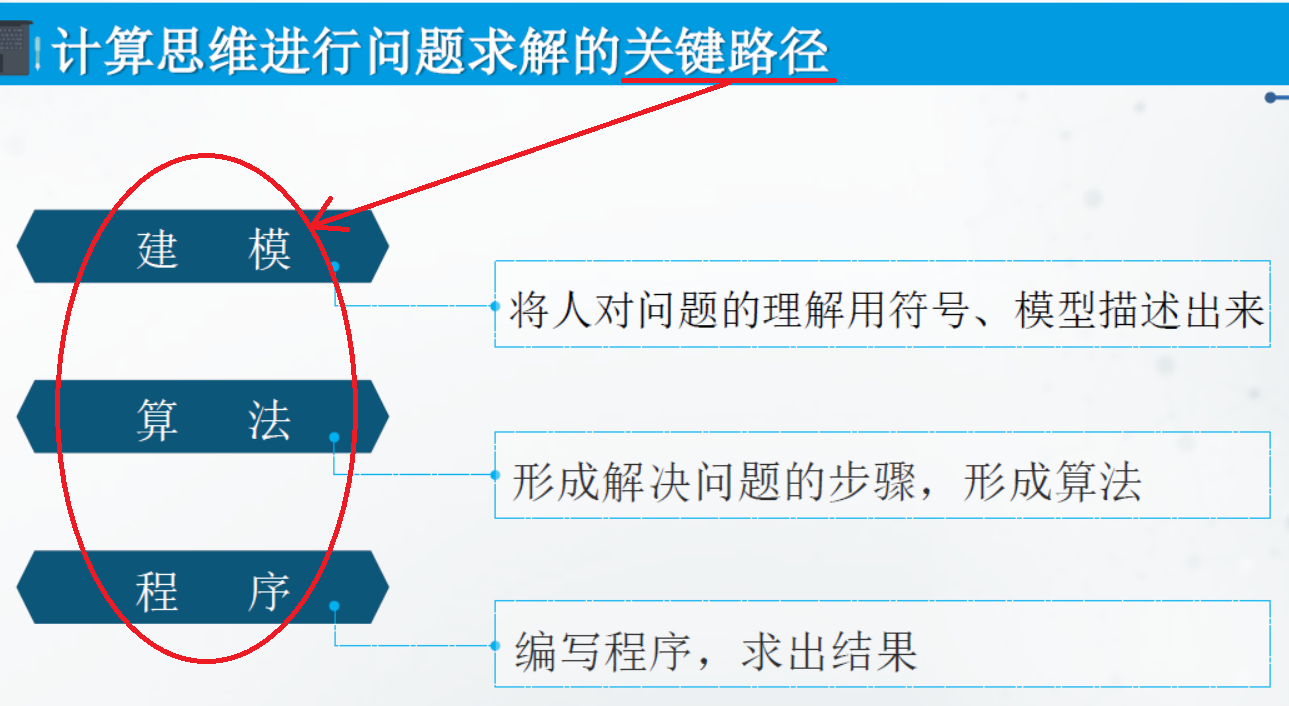 计算思维进行问题求解的关键路径
建 模
将人对问题的理解用符号、模型描述出来
算 法
形成解决问题的步骤，形成算法
程 序
编写程序，求出结果